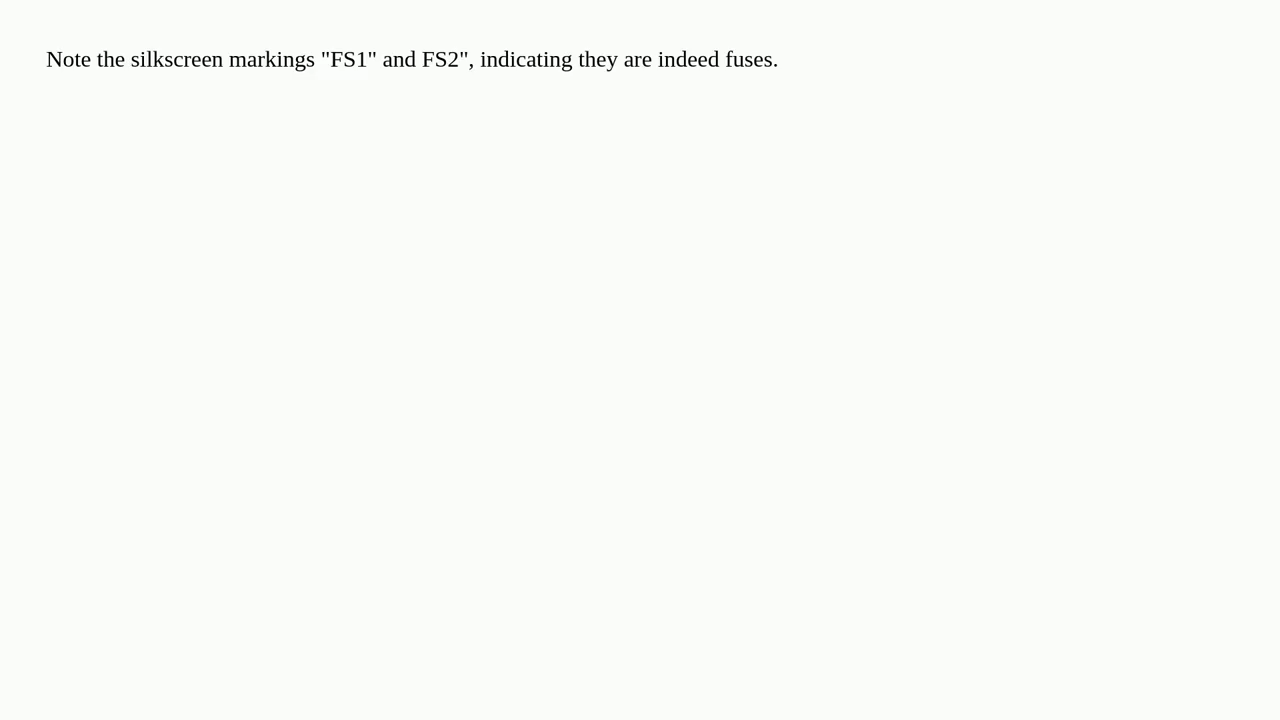 Note the silkscreen markings "FS1" and FS2", indicating they are indeed fuses.